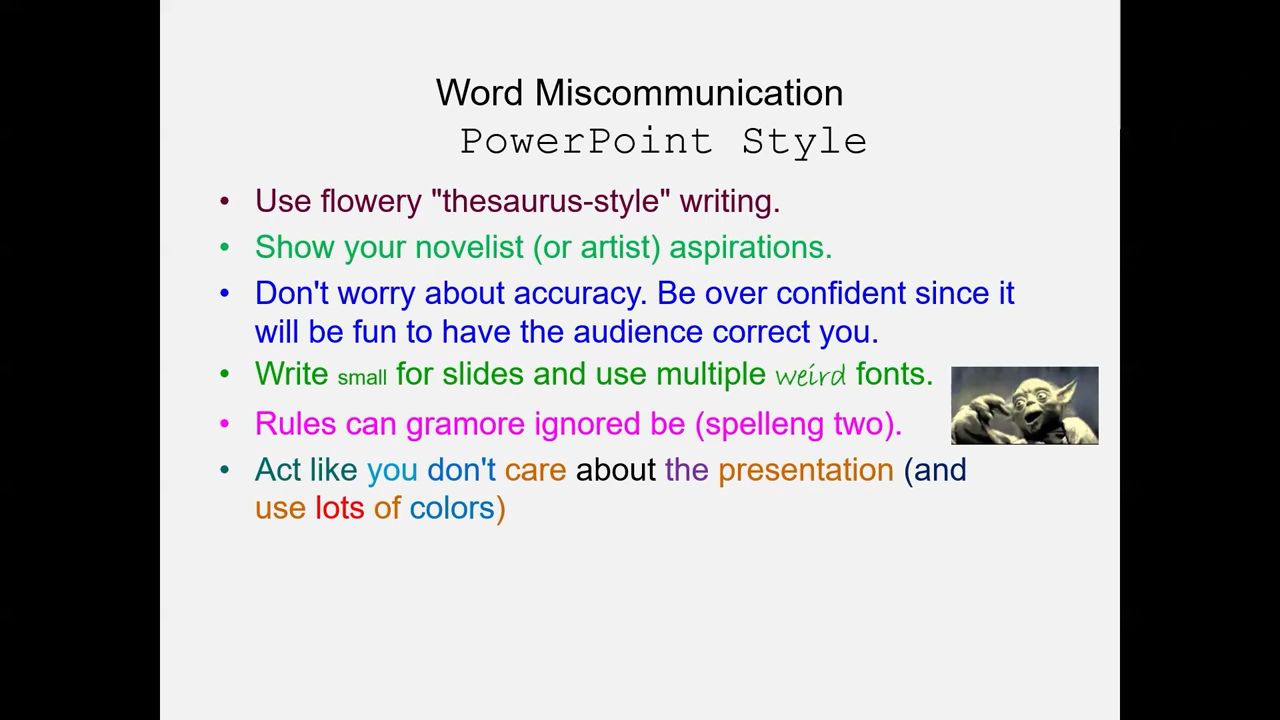 Word Miscommunication
PowerPoint Style
• Use flowery "thesaurus-style" writing.
• Show your novelist (or artist) aspirations.
• Don't worry about accuracy. Be over confident since it
will be fun to have the audience correct you.
• Write small for slides and use multiple weird fonts.
• Rules can gramore ignored be (spelleng two).
• Act like you don't care about the presentation (and
use lots of colors)